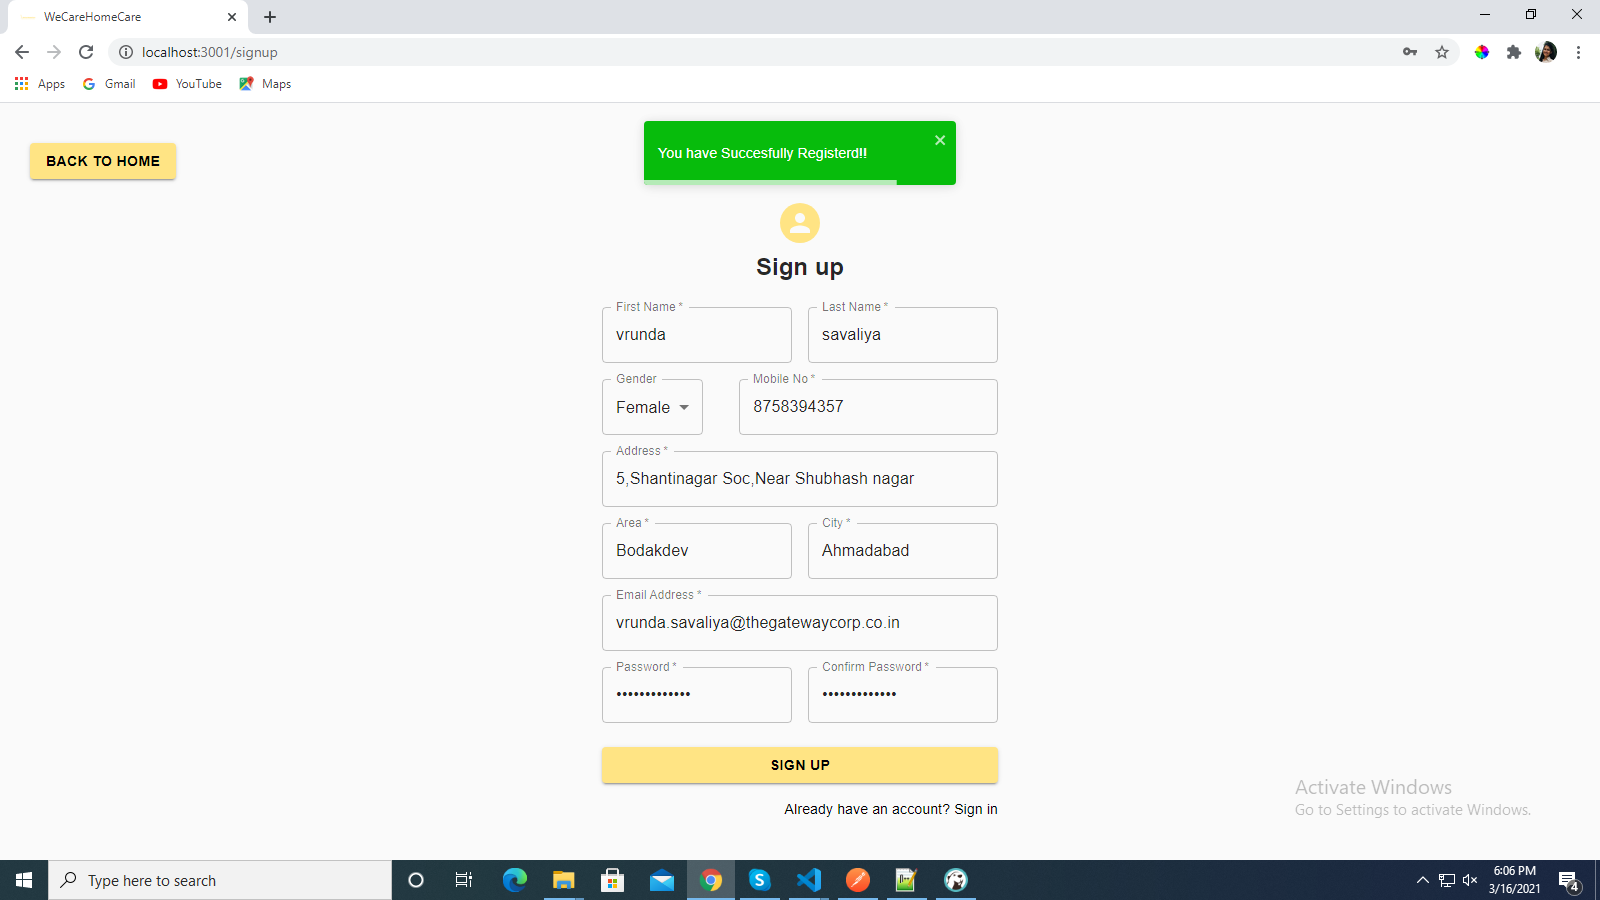 WeCareHomeCare
localhost:3001/signup
Apps Gmail YouTube Maps
BACK TO HOME
You have Succesfully Registerd!!
Sign up
First Name * Last Name *
vrunda savaliya
Gender Mobile No *
Female 8758394357
Address *
5,Shantinagar Soc,Near Shubhash nagar
Area * City *
Bodakdev Ahmadabad
Email Address *
vrunda.savaliya@thegatewaycorp.co.in
Password * Confirm Password *
••••••••••••• •••••••••••••
SIGN UP
Already have an account? Sign in
Activate Windows
Go to Settings to activate Windows.
Type here to search
6:06 PM
3/16/2021
4